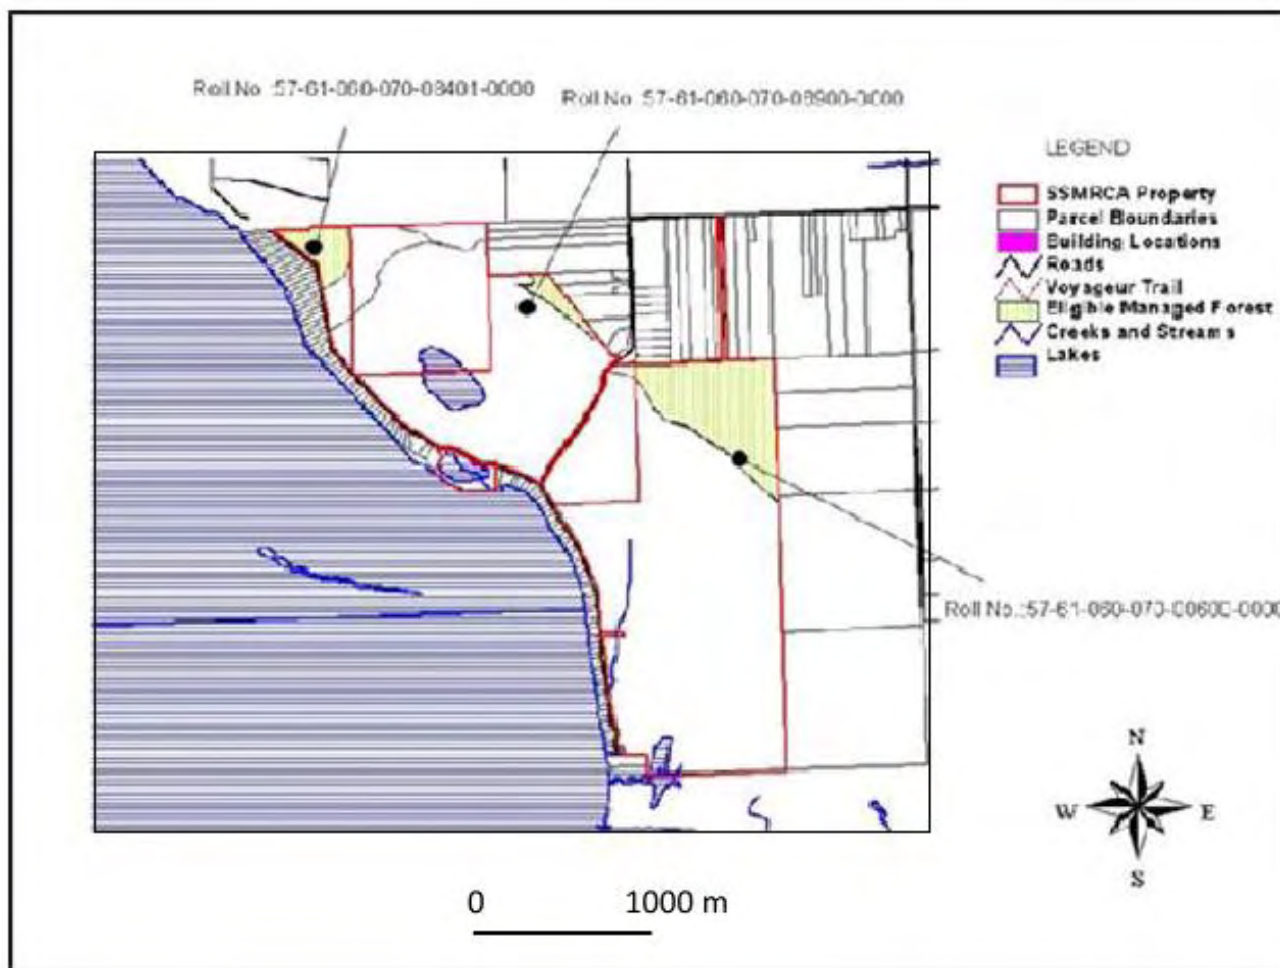 Roll No.:57-61-060-070-08401-0000
Roll No.:57-61-060-070-08900-0000
LEGEND
SSMRCA Property
Parcel Boundaries
Building Locations
Roads
Voyageur Trail
Eligible Managed Forest
Creeks and Streams
Lakes
Roll No.:57-61-060-070-00600-0000
N
W E
S
0 1000 m